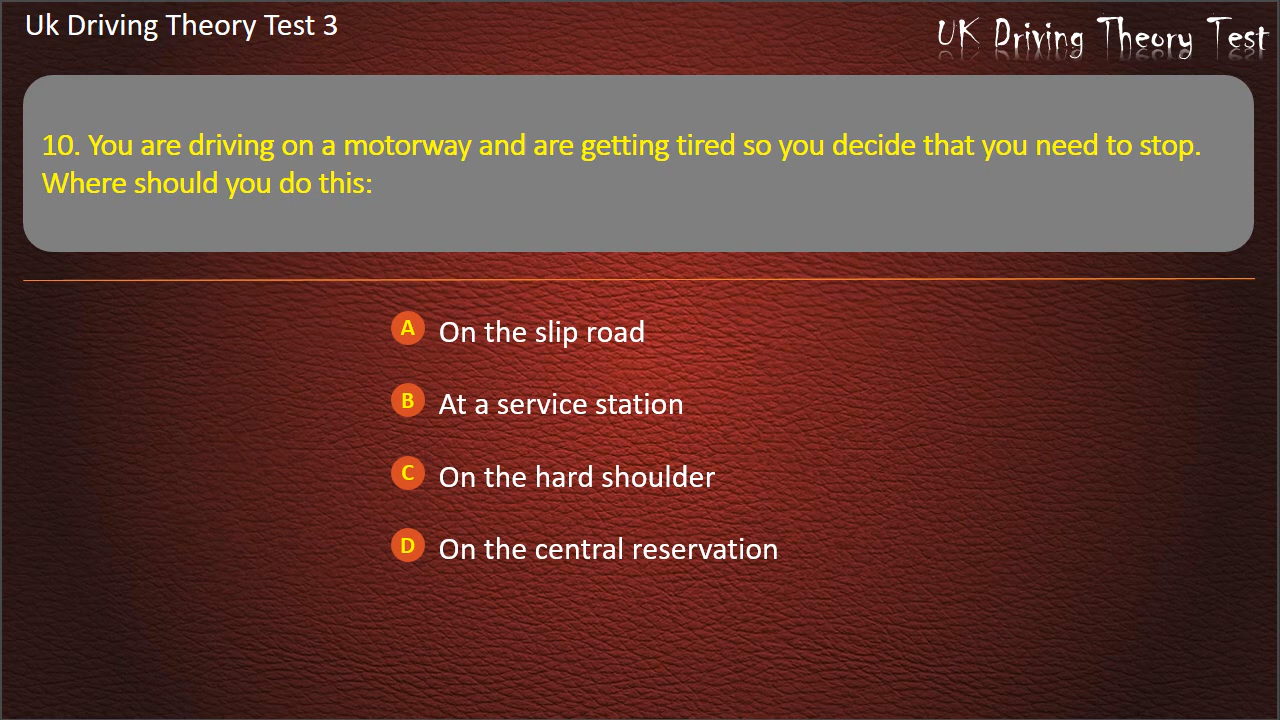 Uk Driving Theory Test 3
UK Driving Theory Test
10. You are driving on a motorway and are getting tired so you decide that you need to stop.
Where should you do this:
A On the slip road
B At a service station
C On the hard shoulder
D On the central reservation